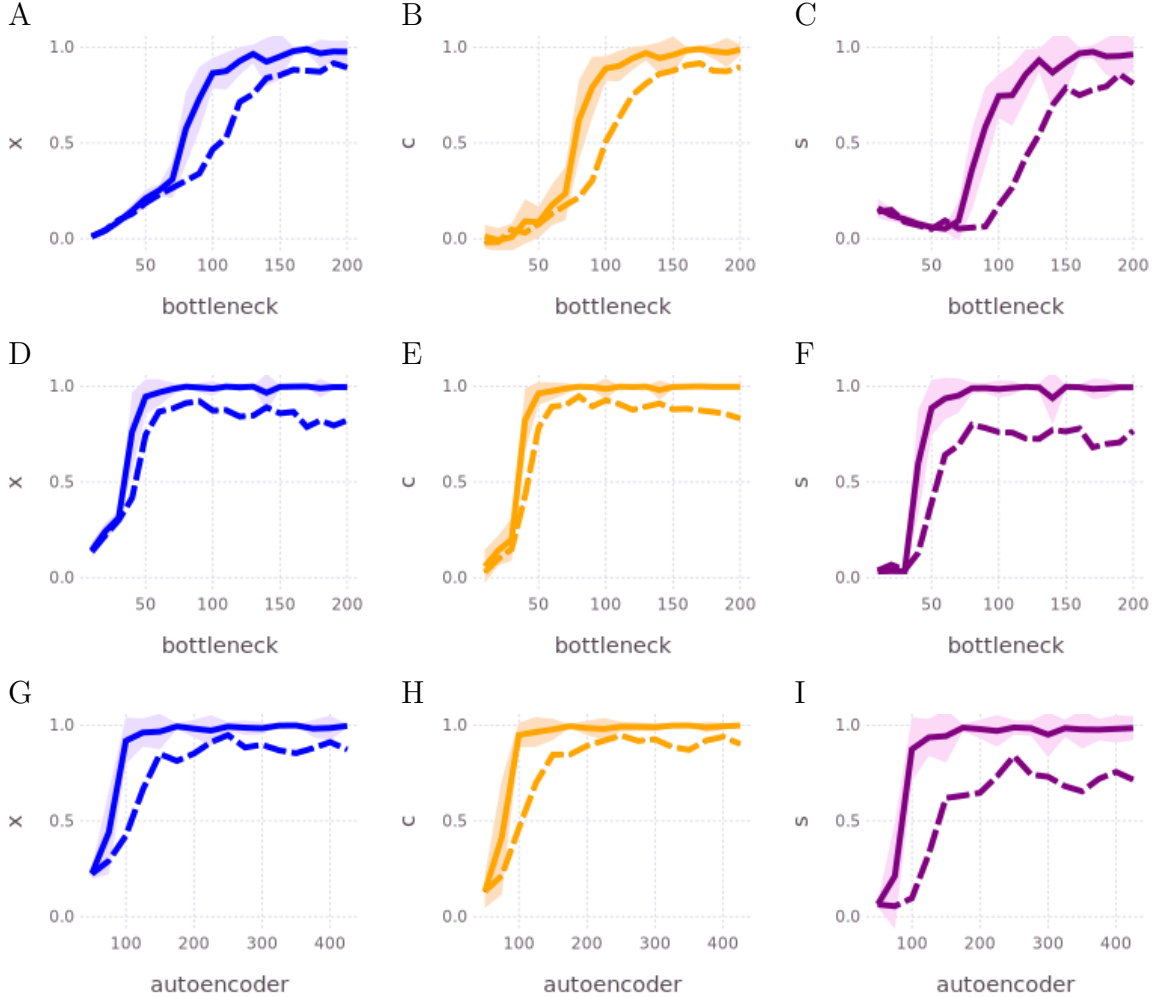 A B C
1.0 1.0 1.0
x 0.5 c 0.5 s 0.5
0.0 0.0 0.0
50 100 150 200 50 100 150 200 50 100 150 200
bottleneck bottleneck bottleneck
D E F
1.0 1.0 1.0
x 0.5 c 0.5 s 0.5
0.0 0.0 0.0
50 100 150 200 50 100 150 200 50 100 150 200
bottleneck bottleneck bottleneck
G H I
1.0 1.0 1.0
x 0.5 c 0.5 s 0.5
0.0 0.0 0.0
100 200 300 400 100 200 300 400 100 200 300 400
autoencoder autoencoder autoencoder